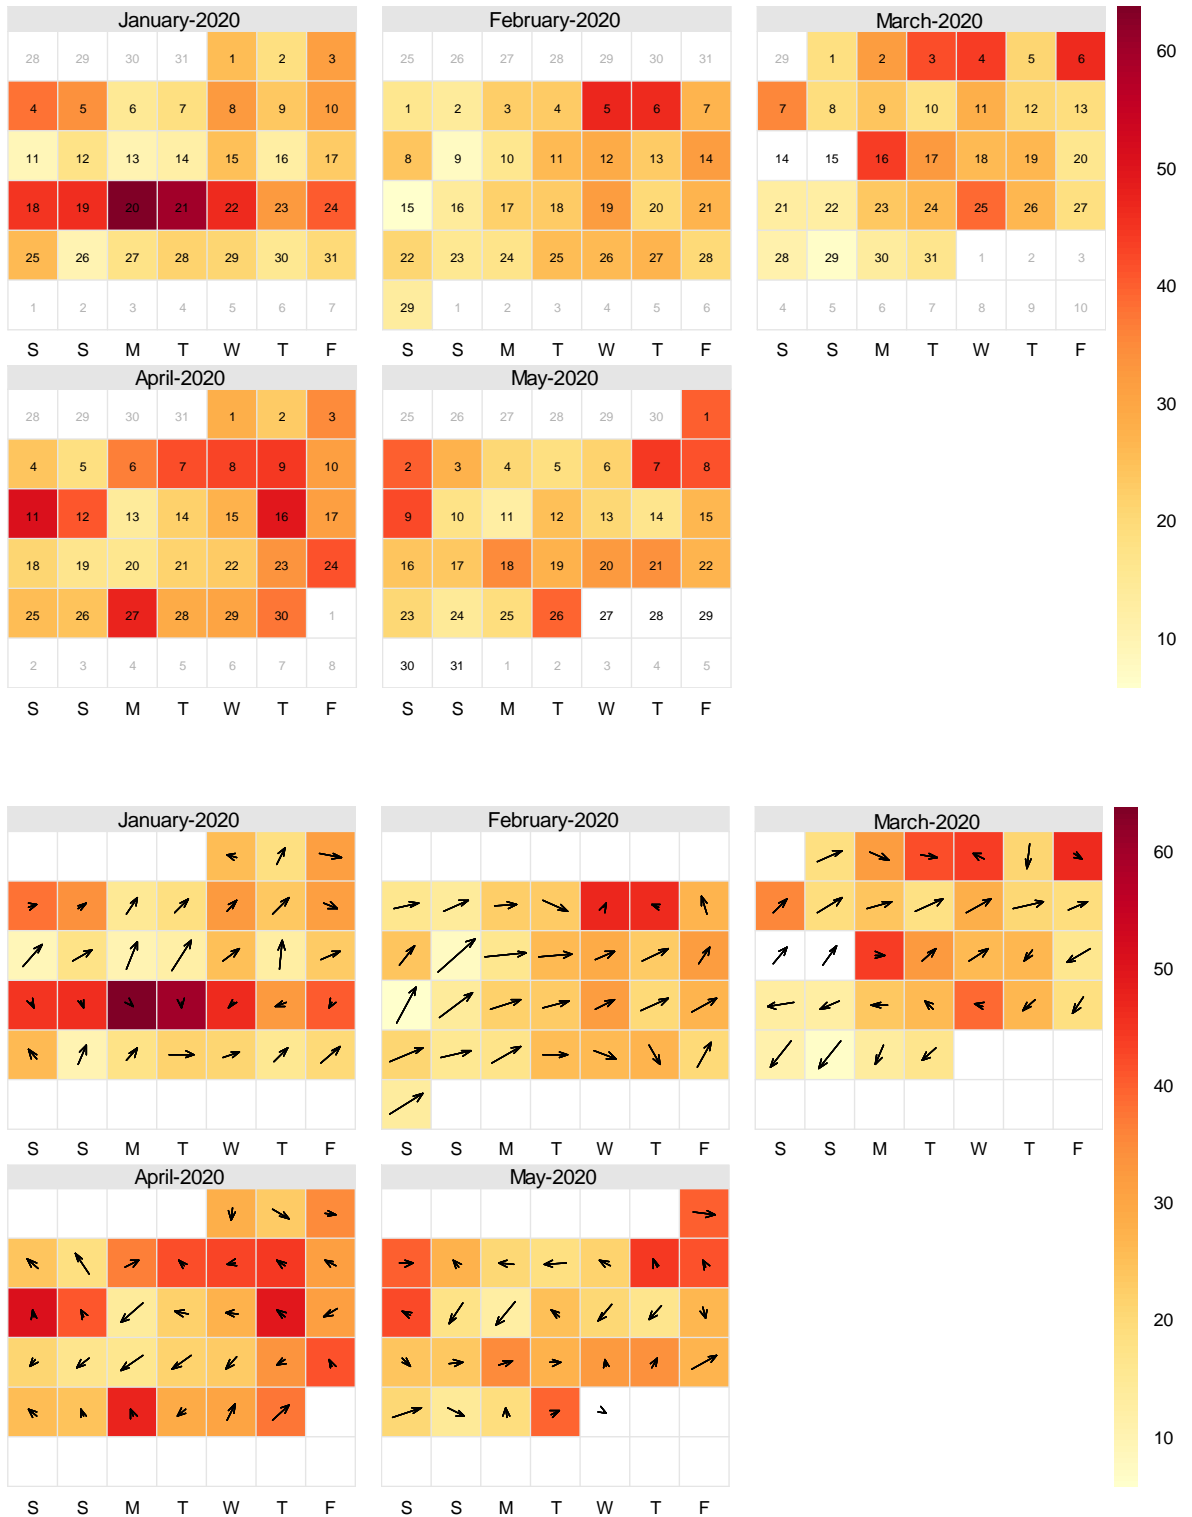 January-2020 February-2020 March-2020
28 29 30 31 1 2 3 25 26 27 28 29 30 31 29 1 2 3 4 5 6 60
4 5 6 7 8 9 10 1 2 3 4 5 6 7 7 8 9 10 11 12 13
11 12 13 14 15 16 17 8 9 10 11 12 13 14 14 15 16 17 18 19 20 50
18 19 20 21 22 23 24 15 16 17 18 19 20 21 21 22 23 24 25 26 27
25 26 27 28 29 30 31 22 23 24 25 26 27 28 28 29 30 31 1 2 3 40
1 2 3 4 5 6 7 29 1 2 3 4 5 6 4 5 6 7 8 9 10
S S M T W T F S S M T W T F S S M T W T F
April-2020 May-2020
28 29 30 31 1 2 3 25 26 27 28 29 30 1 30
4 5 6 7 8 9 10 2 3 4 5 6 7 8
11 12 13 14 15 16 17 9 10 11 12 13 14 15 20
18 19 20 21 22 23 24 16 17 18 19 20 21 22
25 26 27 28 29 30 1 23 24 25 26 27 28 29 10
2 3 4 5 6 7 8 30 31 1 2 3 4 5
S S M T W T F S S M T W T F
January-2020 February-2020 March-2020
60
50
40
S S M T W T F S S M T W T F S S M T W T F
April-2020 May-2020
30
20
10
S S M T W T F S S M T W T F